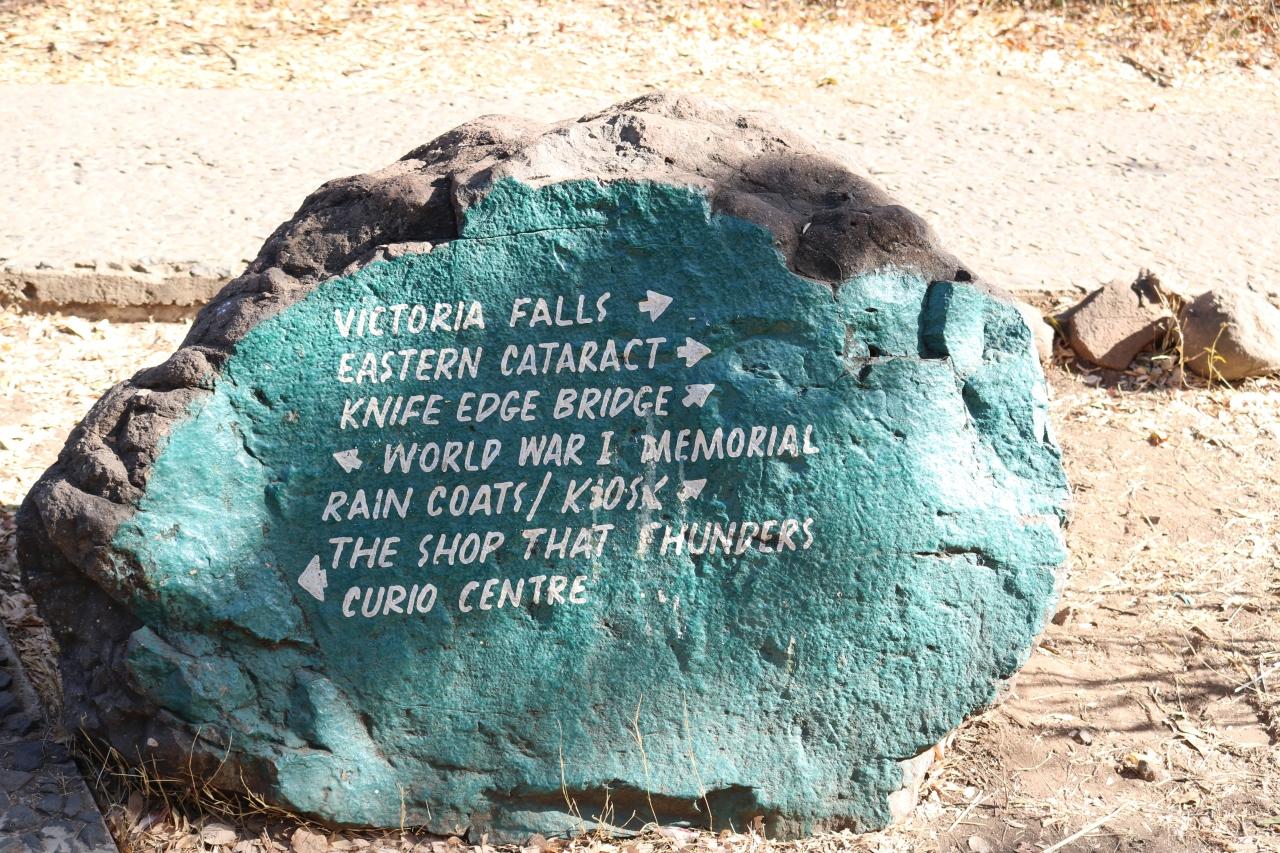 VICTORIA FALLS
EASTERN CATARACT
KNIFE EDGE BRIDGE
WORLD WAR I MEMORIAL
RAIN COATS/ KIOSK
THE SHOP THAT THUNDERS
CURIO CENTRE